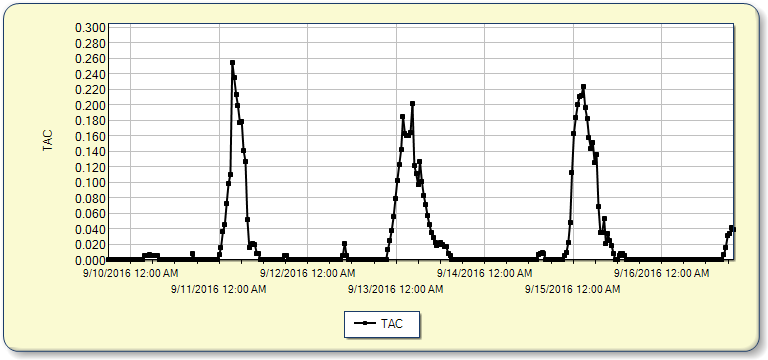 0.300
0.280
0.260
0.240
0.220
0.200
0.180
0.160
0.140
0.120
0.100
0.080
0.060
0.040
0.020
0.000
TAC
9/10/2016 12:00 AM
9/11/2016 12:00 AM
9/12/2016 12:00 AM
9/13/2016 12:00 AM
9/14/2016 12:00 AM
9/15/2016 12:00 AM
9/16/2016 12:00 AM
TAC